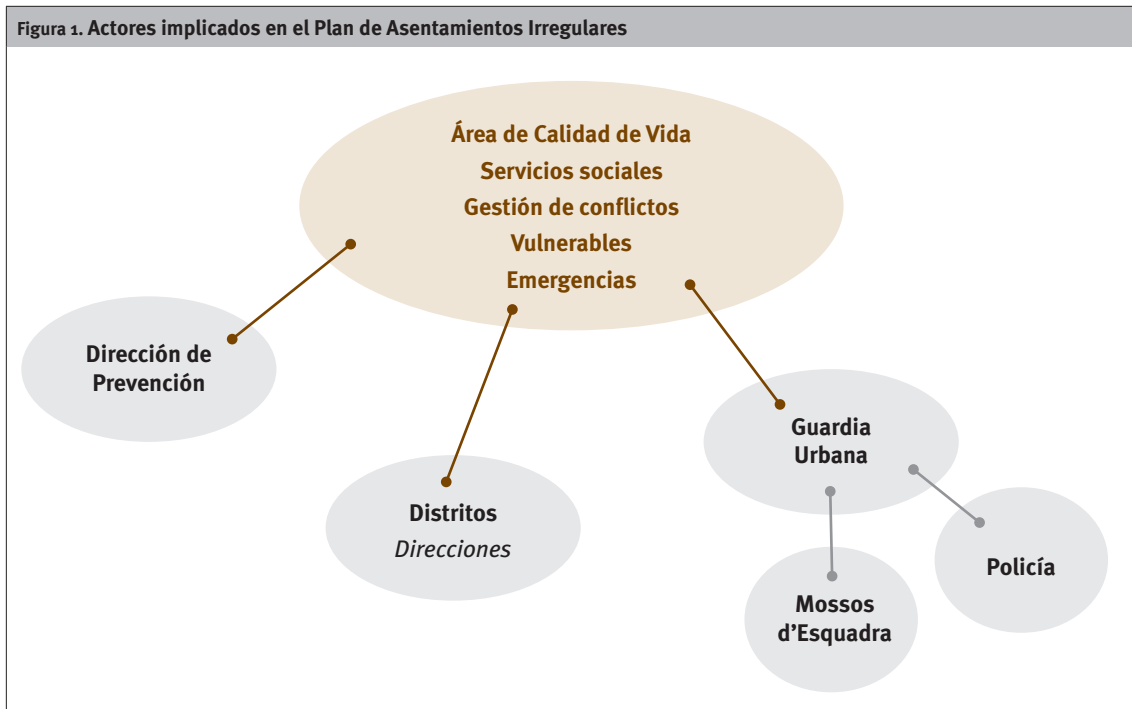 Figura 1. Actores implicados en el Plan de Asentamientos Irregulares
Área de Calidad de Vida
Servicios sociales
Gestión de conflictos
Vulnerables
Emergencias
Dirección de
Prevención
Distritos
Direcciones
Guardia
Urbana
Mossos
d'Esquadra
Policía